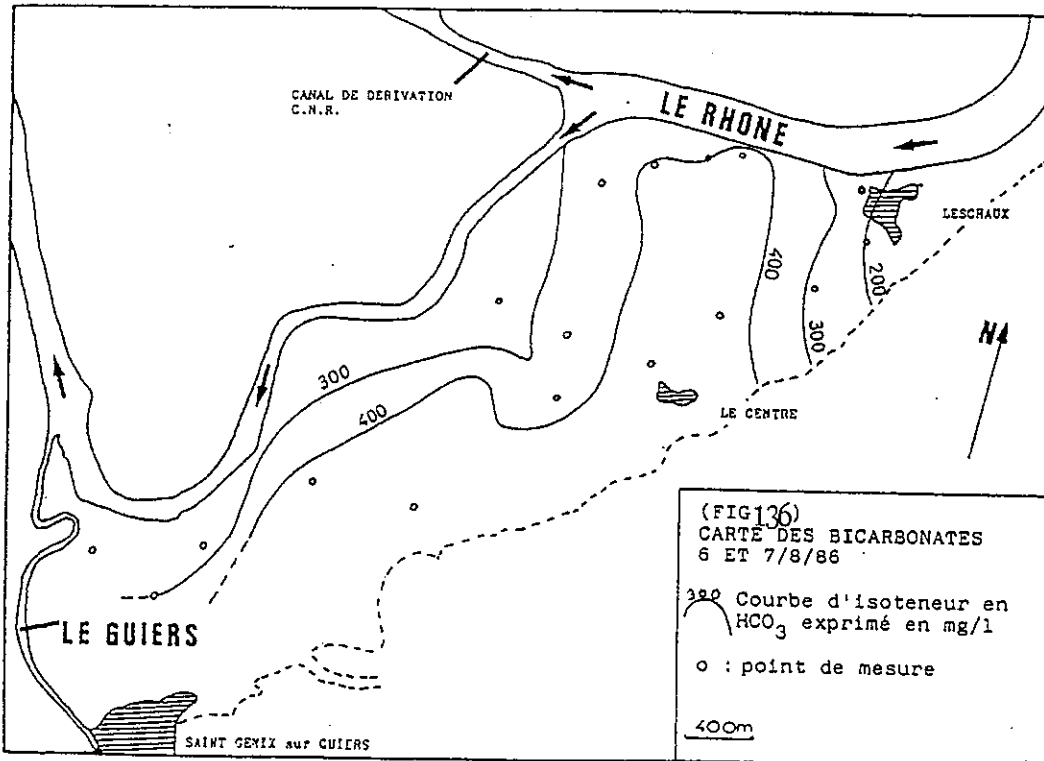 CANAL DE DERIVATION
C.N.R.
LE RHONE
LESCHAUX
200
300
400
300
400
N
LE CENTRE
LE GUIERS
SAINT GENIX sur GUIERS
(FIG 136)
CARTE DES BICARBONATES
6 ET 7/8/86
300 Courbe d'isoteneur en
HCO3 exprimé en mg/l
o : point de mesure
400m